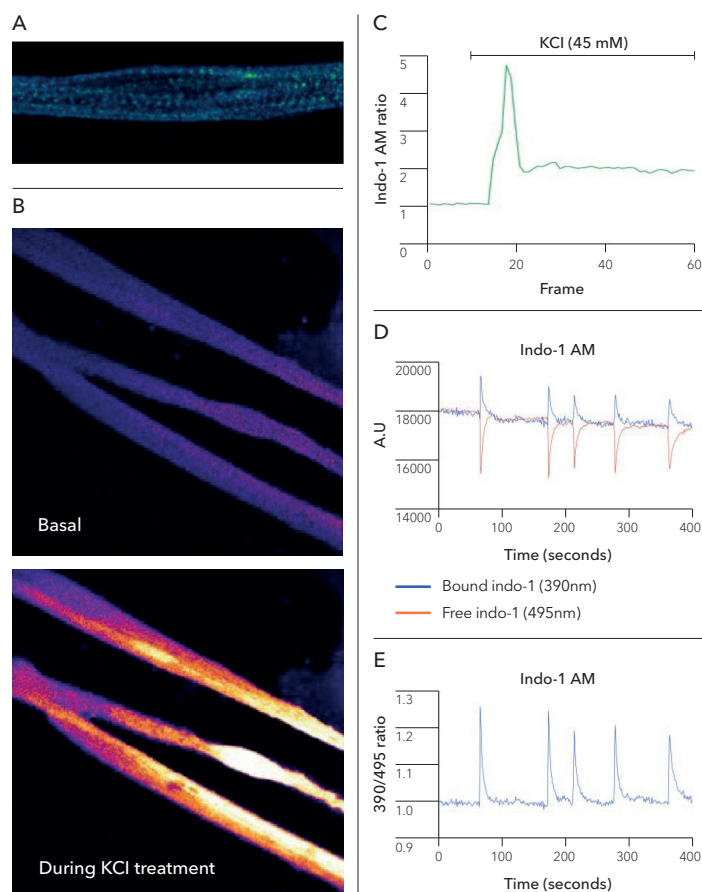 A
B
Basal
During KCl treatment
C
KCl (45 mM)
5
4
3
2
1
0
Indo-1 AM ratio
0
20
40
60
Frame
D
Indo-1 AM
20000
18000
16000
14000
A.U
0
100
200
300
400
Time (seconds)
Bound indo-1 (390nm)
Free indo-1 (495nm)
E
Indo-1 AM
1.3
1.2
1.1
1.0
0.9
390/495 ratio
0
100
200
300
400
Time (seconds)